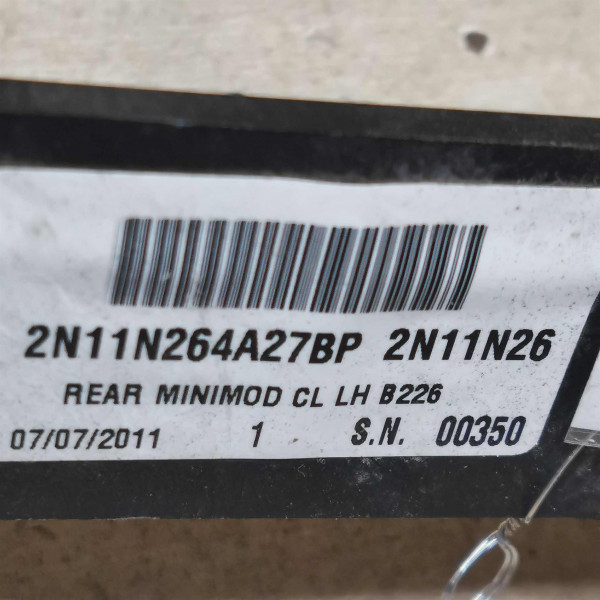 2N11N264A27BP 2N11N26
REAR MINIMOD CL LH B226
07/07/2011 1 S.N. 00350